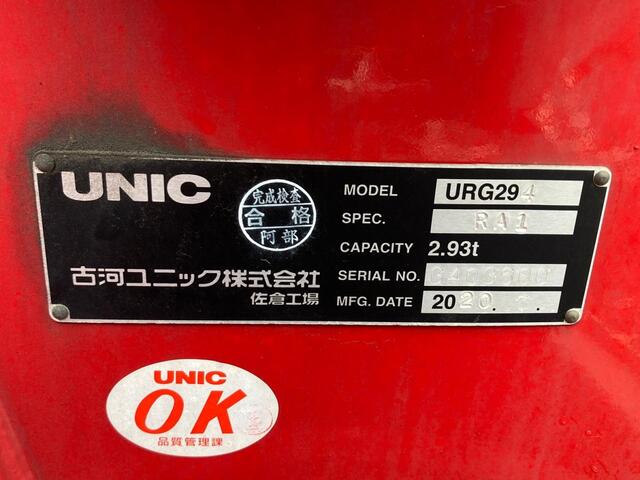 UNIC
完成検査
合格
阿部
古河ユニック株式会社
佐倉工場
MODEL URG294
SPEC. RA1
CAPACITY 2.93t
SERIAL NO.
MFG. DATE 2020.
UNIC
OK
品質管理課